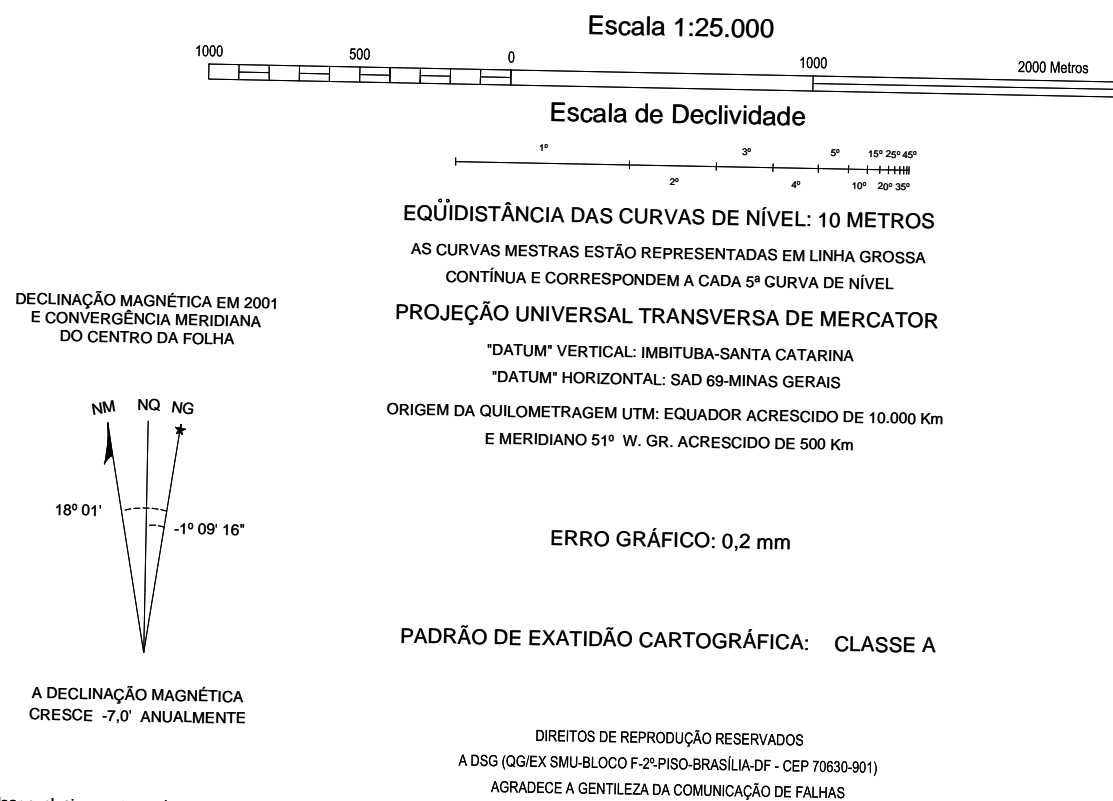 Escala 1:25.000
1000 500 0 1000 2000 Metros
Escala de Declividade
1º 3º 5º 15º 25º 45º
2º 4º 10º 20º 35º
EQÜIDISTÂNCIA DAS CURVAS DE NÍVEL: 10 METROS
AS CURVAS MESTRAS ESTÃO REPRESENTADAS EM LINHA GROSSA
CONTÍNUA E CORRESPONDEM A CADA 5ª CURVA DE NÍVEL
PROJEÇÃO UNIVERSAL TRANSVERSA DE MERCATOR
"DATUM" VERTICAL: IMBITUBA-SANTA CATARINA
"DATUM" HORIZONTAL: SAD 69-MINAS GERAIS
ORIGEM DA QUILOMETRAGEM UTM: EQUADOR ACRESCIDO DE 10.000 Km
E MERIDIANO 51º W. GR. ACRESCIDO DE 500 Km
DECLINAÇÃO MAGNÉTICA EM 2001
E CONVERGÊNCIA MERIDIANA
DO CENTRO DA FOLHA
NM NQ NG
18º 01'
-1º 09' 16"
A DECLINAÇÃO MAGNÉTICA
CRESCE -7,0' ANUALMENTE
ERRO GRÁFICO: 0,2 mm
PADRÃO DE EXATIDÃO CARTOGRÁFICA: CLASSE A
DIREITOS DE REPRODUÇÃO RESERVADOS
A DSG (QG/EX SMU-BLOCO F-2º-PISO-BRASÍLIA-DF - CEP 70630-901)
AGRADECE A GENTILEZA DA COMUNICAÇÃO DE FALHAS